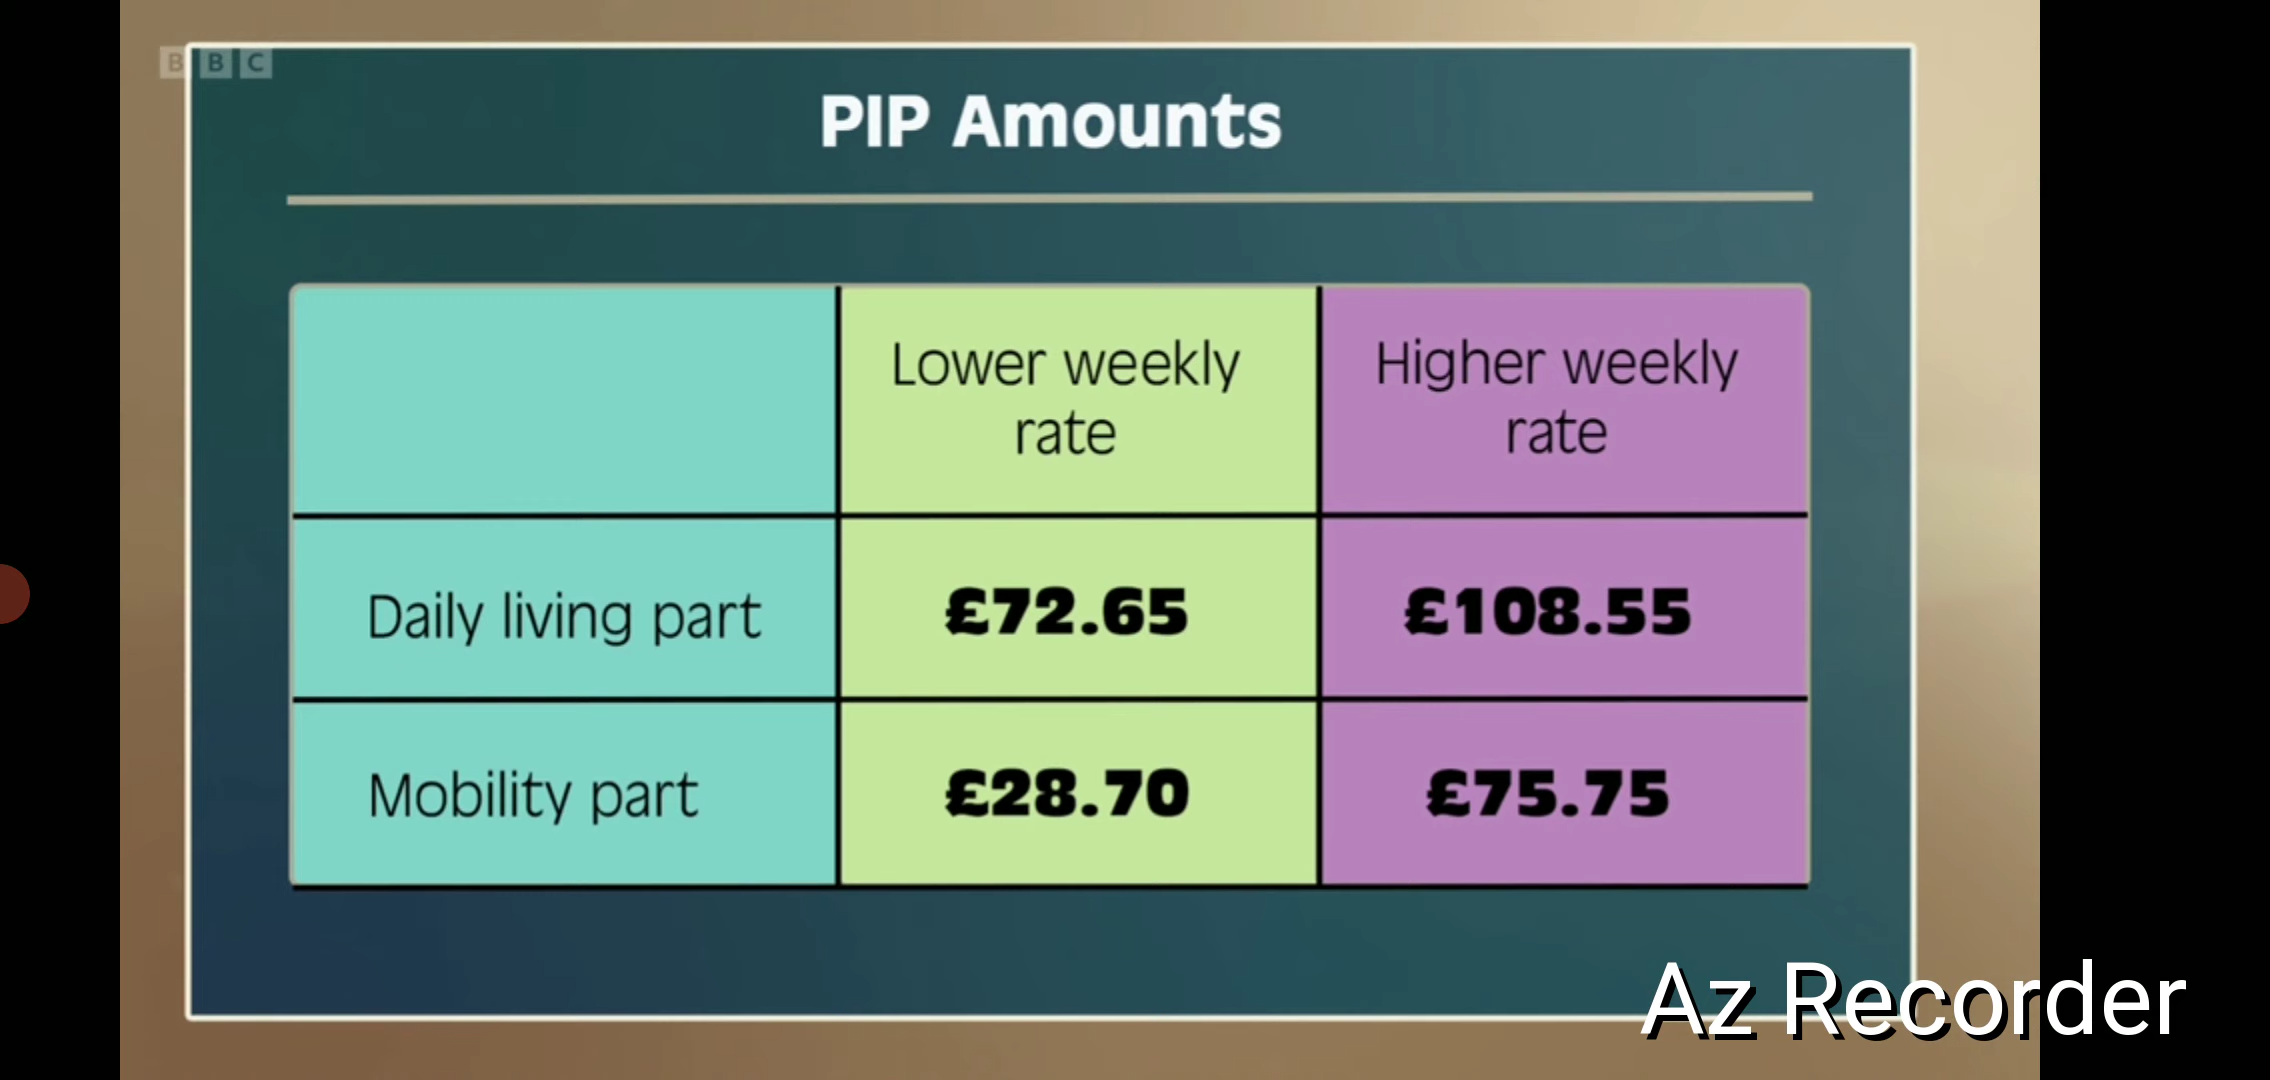 BBC
PIP Amounts
Lower weekly
rate
Higher weekly
rate
Daily living part
£72.65
£108.55
Mobility part
£28.70
£75.75
Az Recorder